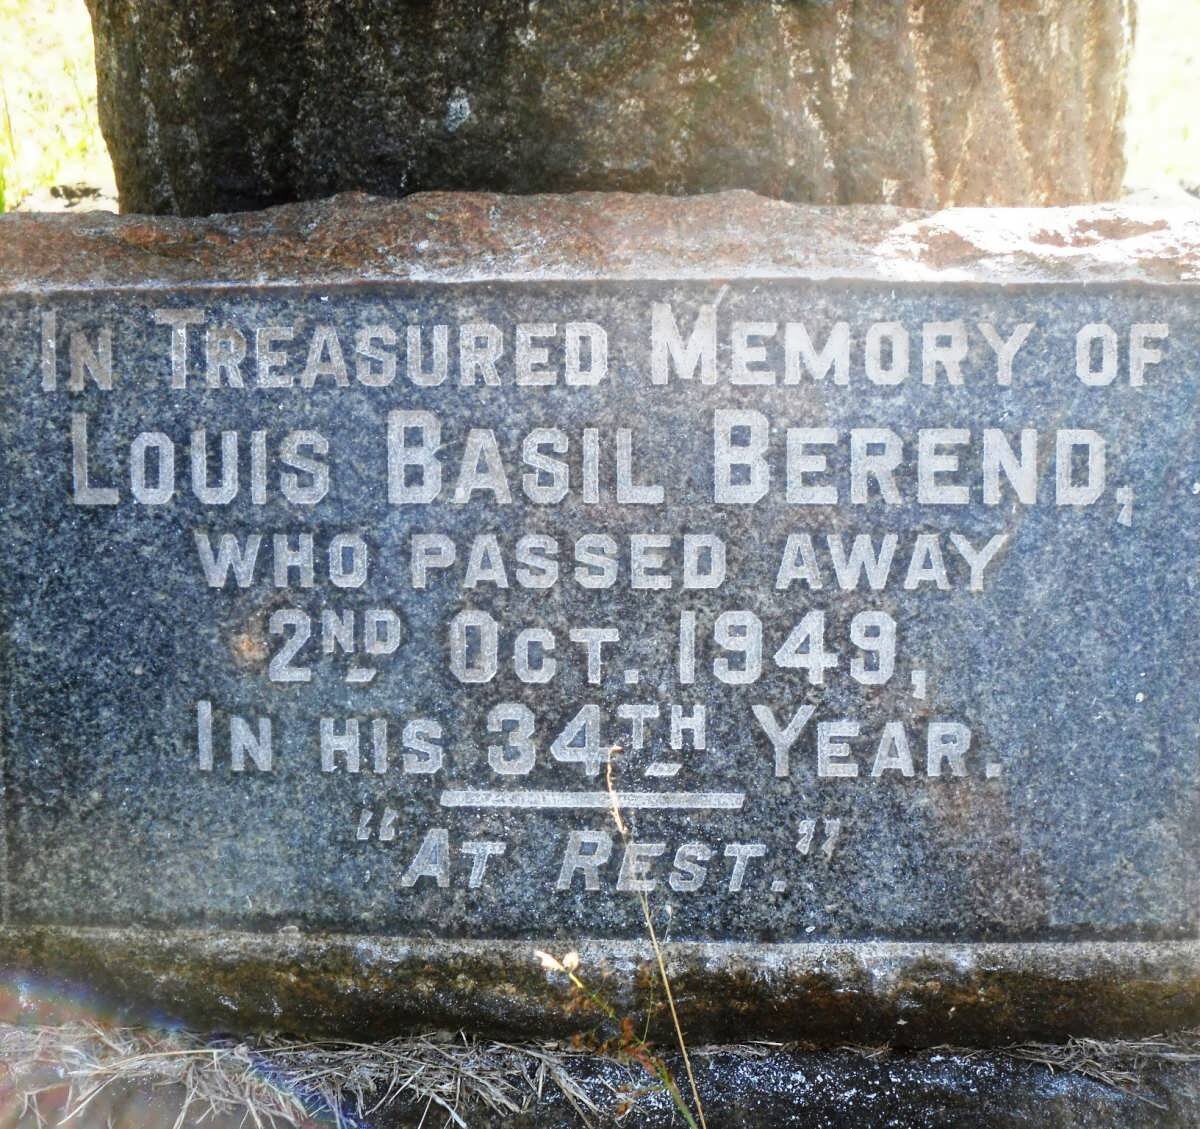 In Treasured Memory of
Louis Basil Berend,
who passed away
2nd Oct. 1949,
In his 34th Year.
"At Rest."